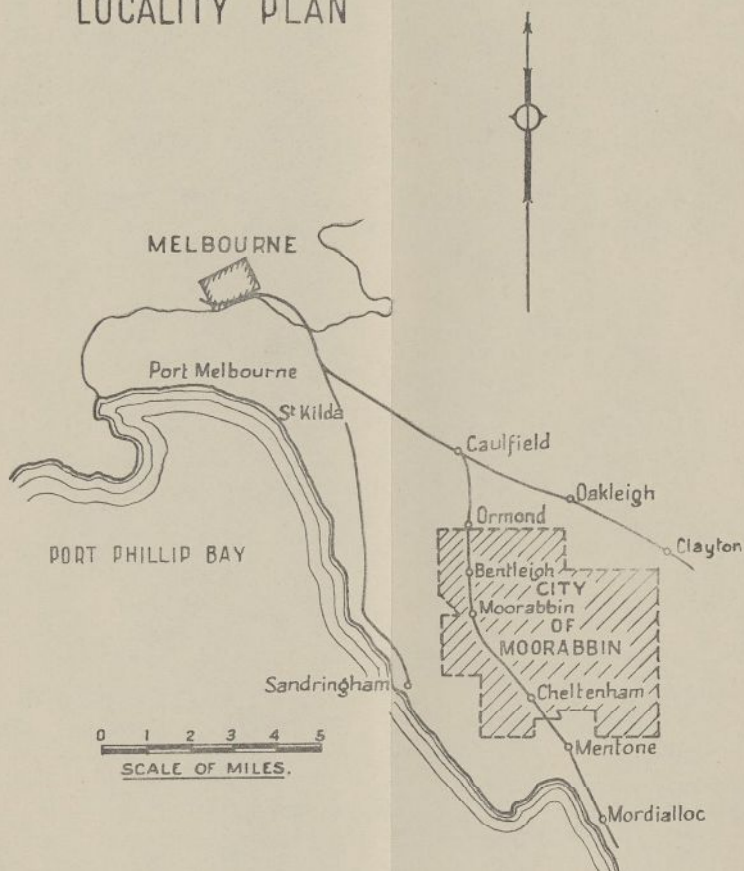 LOCALITY PLAN
MELBOURNE
Port Melbourne
St Kilda
Caulfield
Oakleigh
Ormond
Clayton
PORT PHILLIP BAY
Bentleigh
CITY
Moorabbin
OF
MOORABBIN
Sandringham
Cheltenham
0 1 2 3 4 5
SCALE OF MILES.
Mentone
Mordialloc